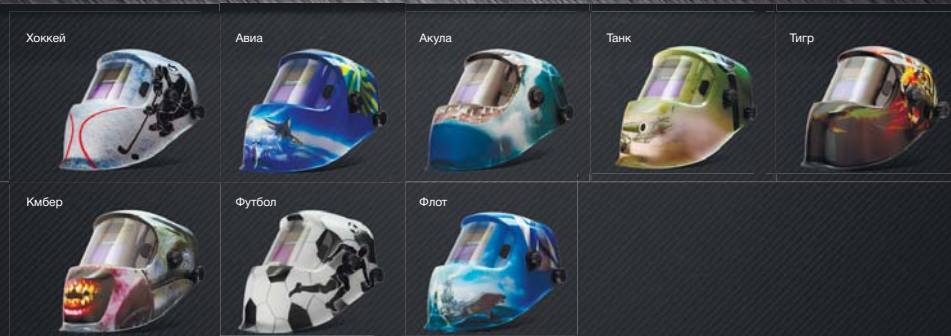 Хоккей
Авиа
Акула
Танк
Тигр
Кмбер
Футбол
Флот